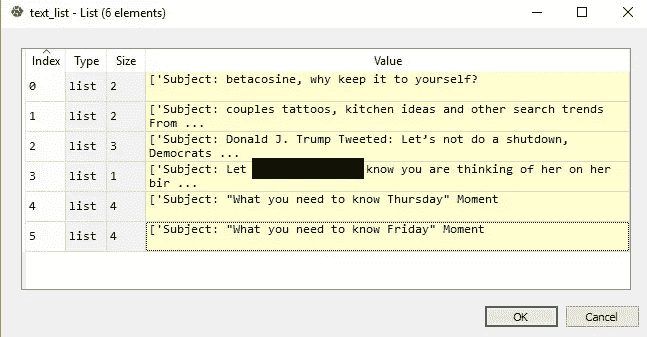 text_list - List (6 elements)
Index Type Size Value
0 list 2 ['Subject: betacosine, why keep it to yourself?
1 list 2 ['Subject: couples tattoos, kitchen ideas and other search trends
From ...
2 list 3 ['Subject: Donald J. Trump Tweeted: Let’s not do a shutdown,
Democrats ...
3 list 1 ['Subject: Let know you are thinking of her on her
bir ...
4 list 4 ['Subject: "What you need to know Thursday" Moment
5 list 4 ['Subject: "What you need to know Friday" Moment
OK Cancel